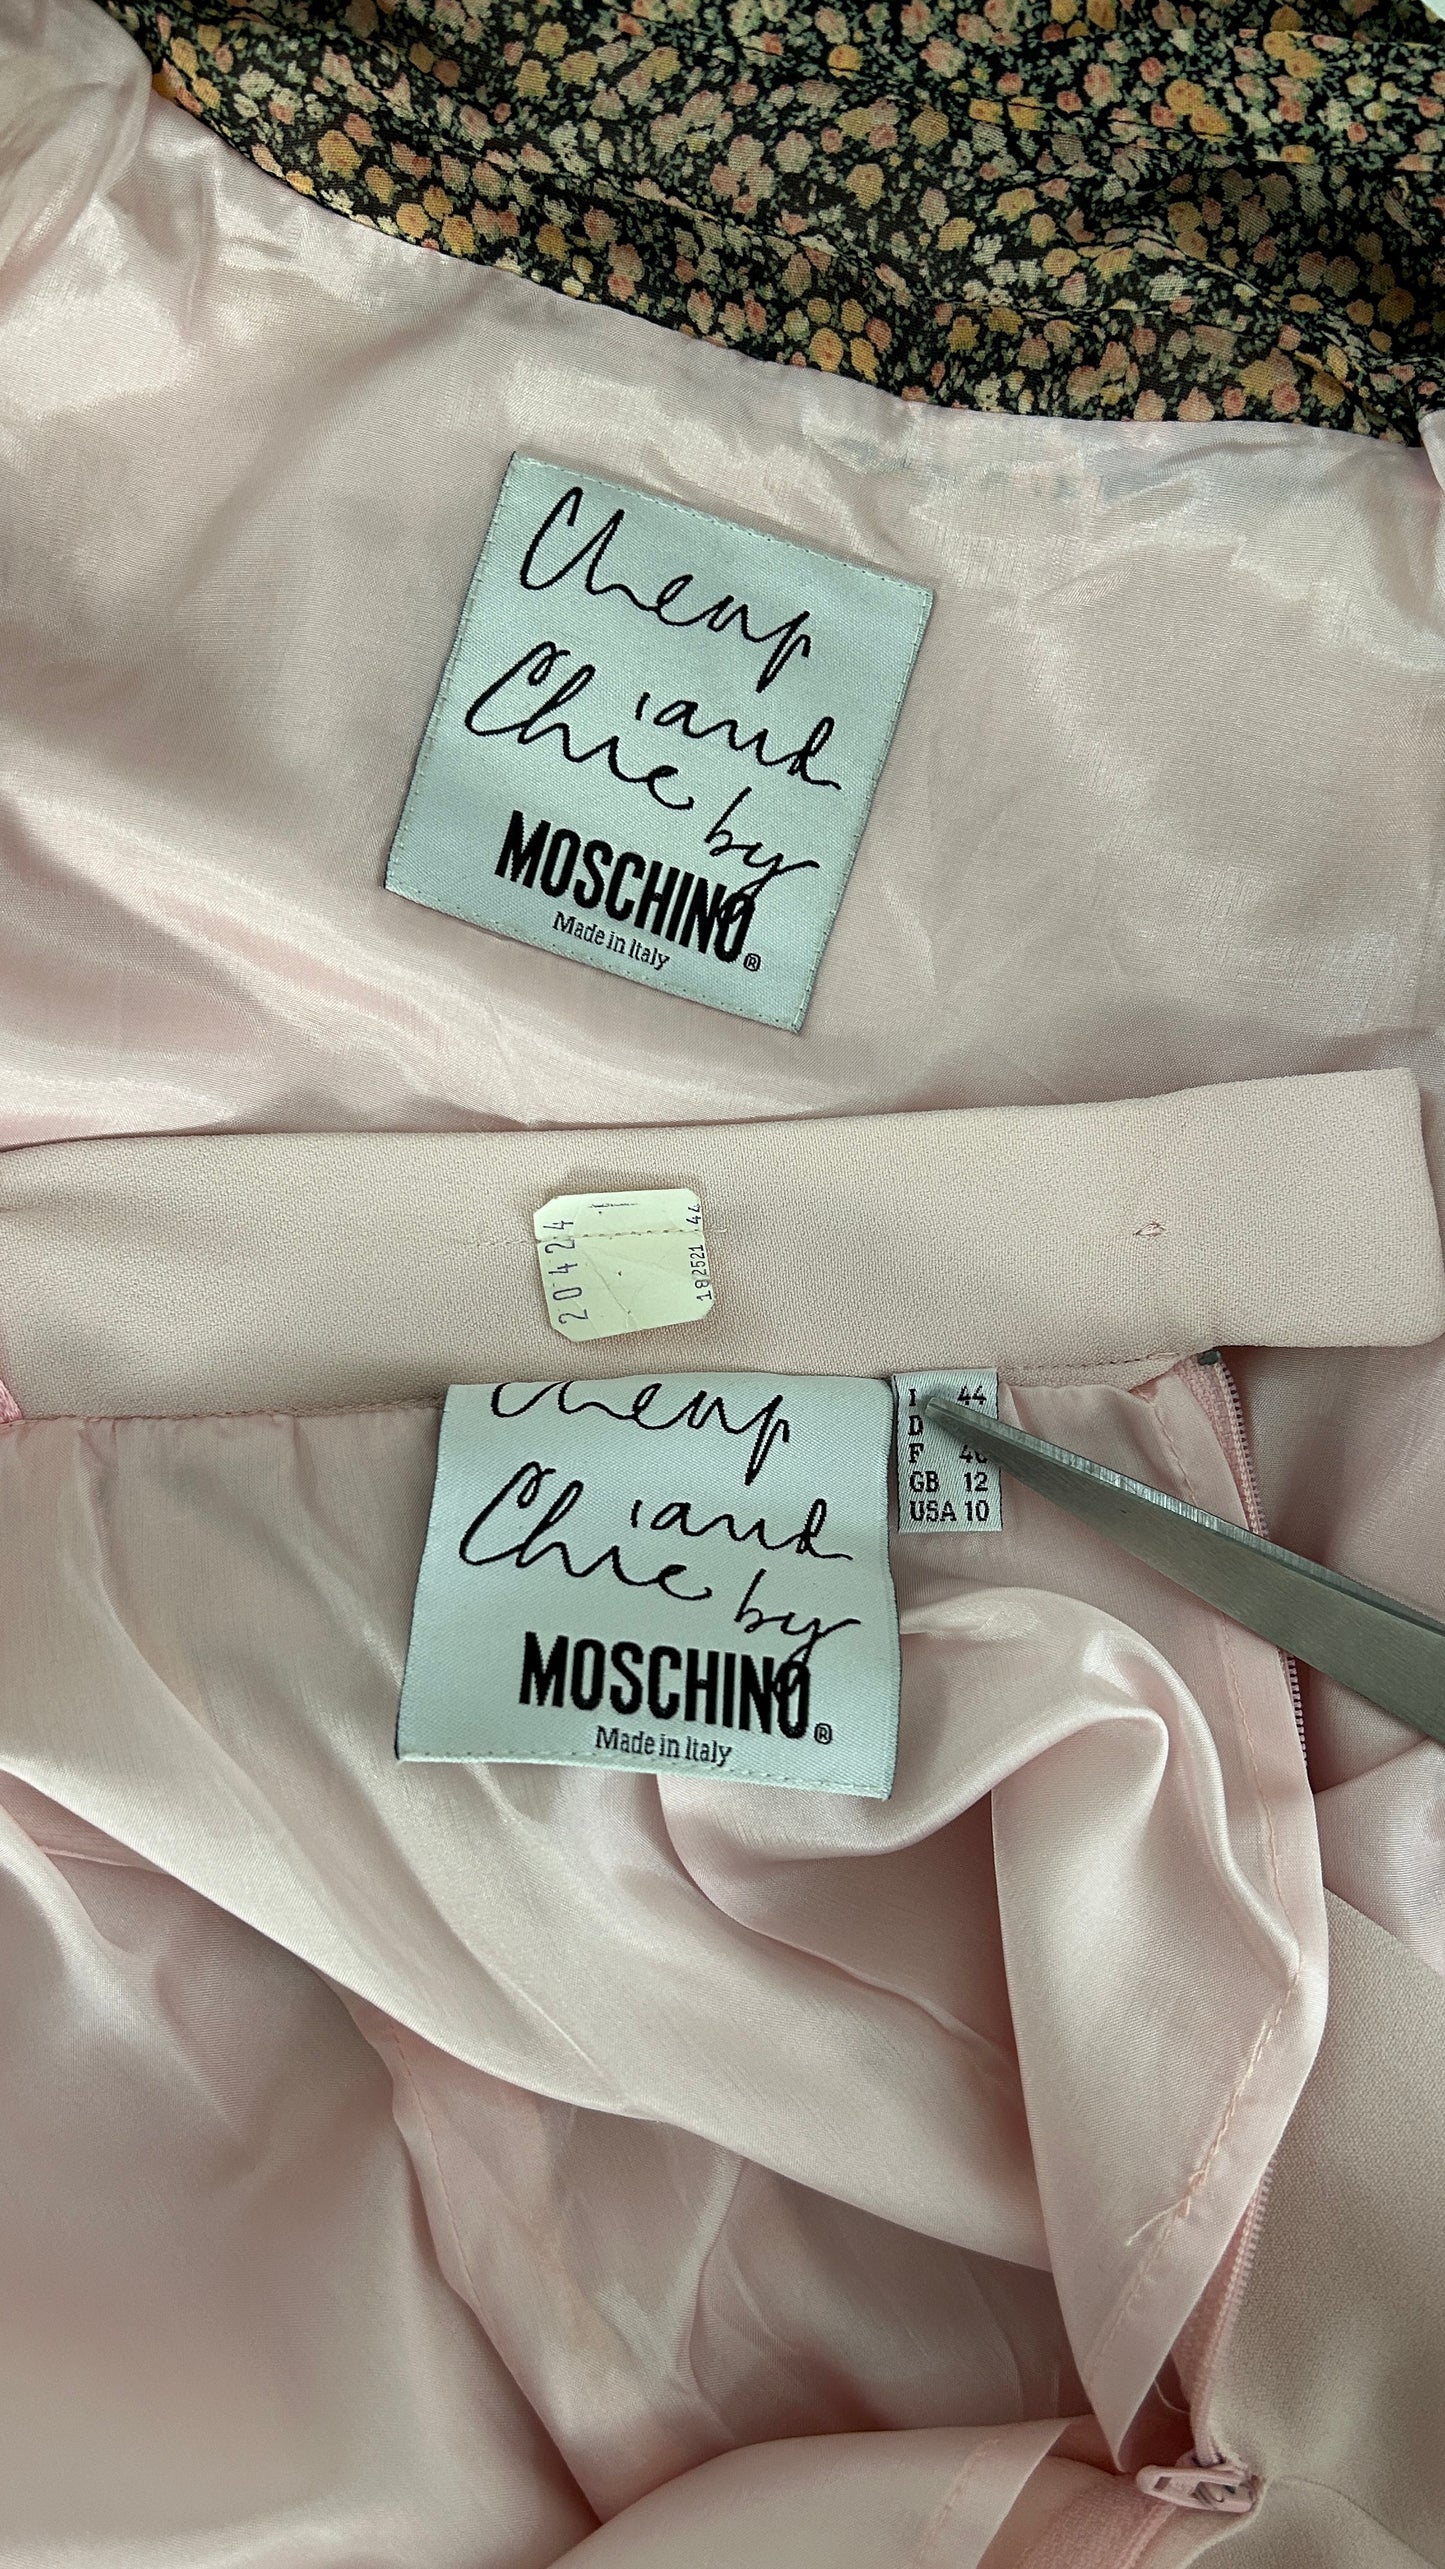 Cheap
and
Chic by
MOSCHINO®
Made in Italy
20424
182521 44
Cheap
and
Chic by
MOSCHINO®
Made in Italy
I 44
D
F
GB 12
USA 10